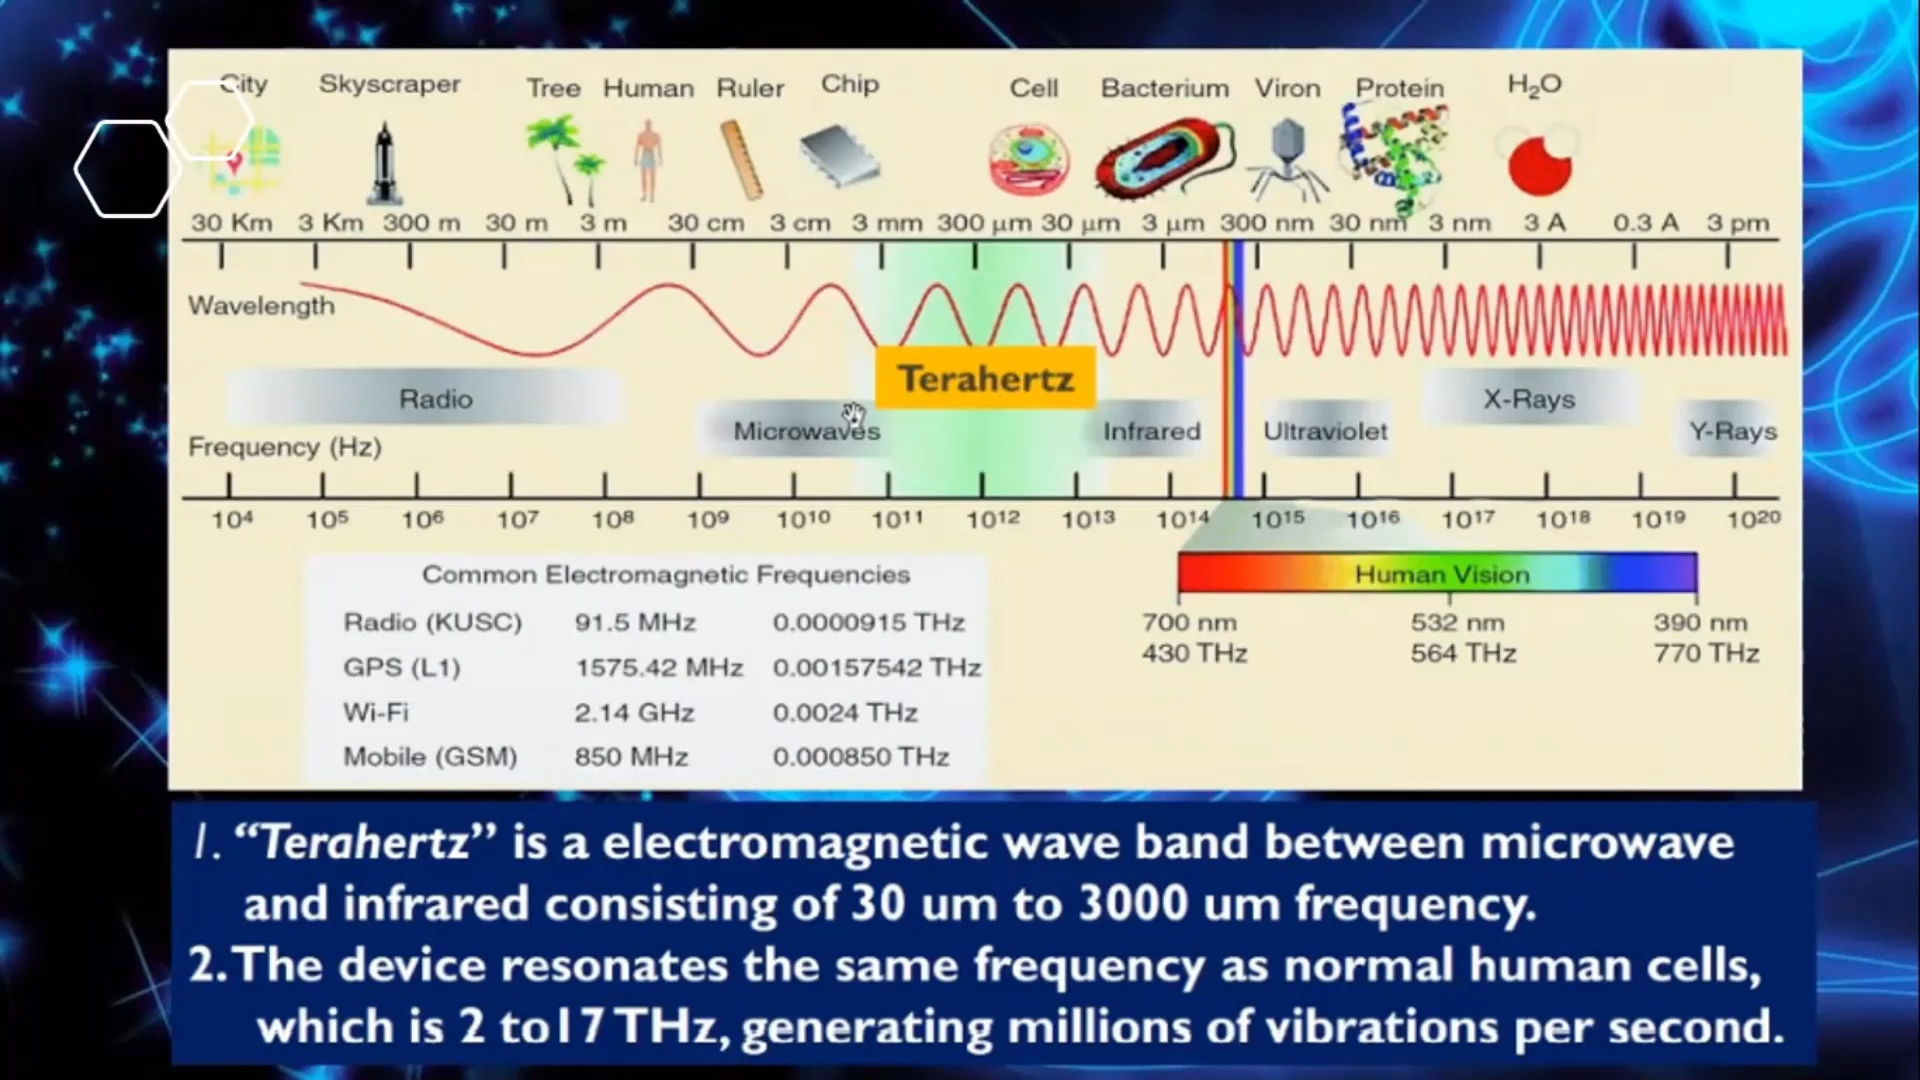 City Skyscraper Tree Human Ruler Chip Cell Bacterium Viron Protein H₂O
30 Km 3 Km 300 m 30 m 3 m 30 cm 3 cm 3 mm 300 µm 30 µm 3 µm 300 nm 30 nm 3 nm 3 A 0.3 A 3 pm
Wavelength
Terahertz
Radio Microwaves Infrared Ultraviolet X-Rays Y-Rays
Frequency (Hz)
10⁴ 10⁵ 10⁶ 10⁷ 10⁸ 10⁹ 10¹⁰ 10¹¹ 10¹² 10¹³ 10¹⁴ 10¹⁵ 10¹⁶ 10¹⁷ 10¹⁸ 10¹⁹ 10²⁰
Common Electromagnetic Frequencies
Radio (KUSC) 91.5 MHz 0.0000915 THz
GPS (L1) 1575.42 MHz 0.00157542 THz
Wi-Fi 2.14 GHz 0.0024 THz
Mobile (GSM) 850 MHz 0.000850 THz
Human Vision
700 nm 532 nm 390 nm
430 THz 564 THz 770 THz
1. “Terahertz” is a electromagnetic wave band between microwave
and infrared consisting of 30 um to 3000 um frequency.
2. The device resonates the same frequency as normal human cells,
which is 2 to17 THz, generating millions of vibrations per second.